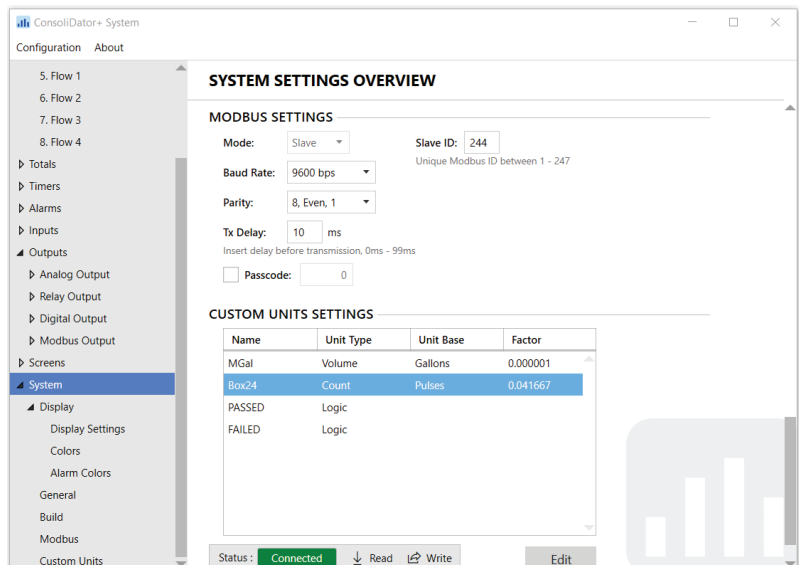 ConsoliDator+ System
Configuration About
5. Flow 1
6. Flow 2
7. Flow 3
8. Flow 4
Totals
Timers
Alarms
Inputs
Outputs
Analog Output
Relay Output
Digital Output
Modbus Output
Screens
System
Display
Display Settings
Colors
Alarm Colors
General
Build
Modbus
Custom Units
SYSTEM SETTINGS OVERVIEW
MODBUS SETTINGS
Mode: Slave Slave ID: 244
Unique Modbus ID between 1 - 247
Baud Rate: 9600 bps
Parity: 8, Even, 1
Tx Delay: 10 ms
Insert delay before transmission, 0ms - 99ms
Passcode: 0
CUSTOM UNITS SETTINGS
Name Unit Type Unit Base Factor
MGal Volume Gallons 0.000001
Box24 Count Pulses 0.041667
PASSED Logic
FAILED Logic
Status : Connected Read Write Edit